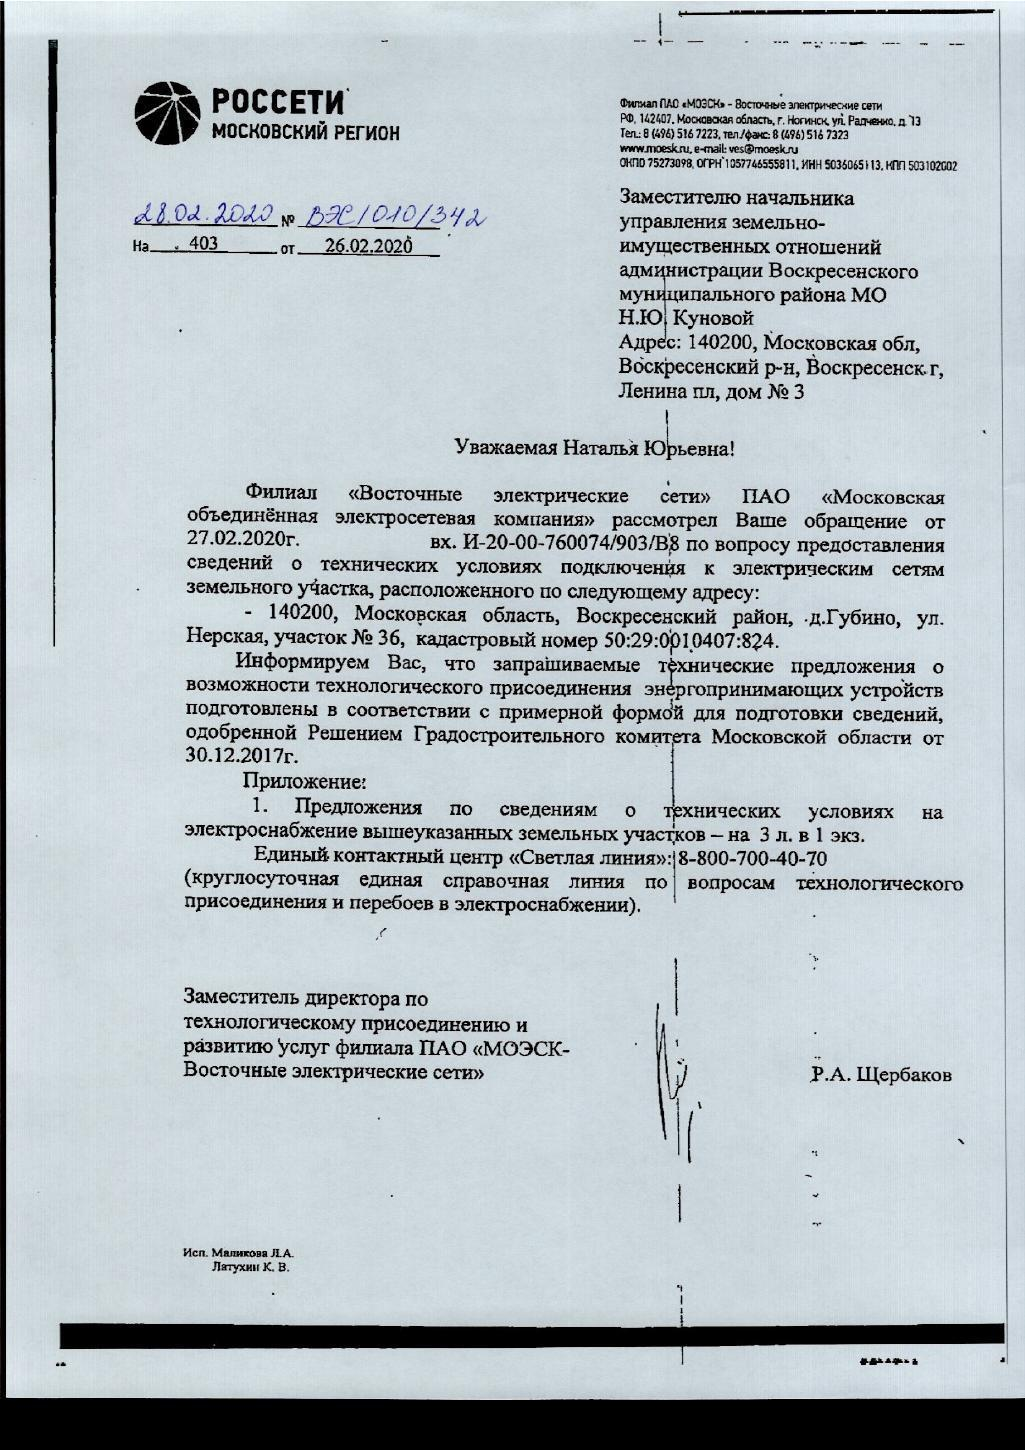 РОССЕТИ
МОСКОВСКИЙ РЕГИОН
Филиал ПАО «МОЭСК» - Восточные электрические сети
РФ, 142407, Московская область, г. Ногинск, ул. Радченко, д. 13
Тел.: 8 (496) 516 7223, тел./факс: 8 (496) 516 7323
www.moesk.ru, e-mail: ves@moesk.ru
ОКПО 75273098, ОГРН 1057746555811, ИНН 5036065113, КПП 503102002
28.02.2020 № ВЭС/010/342
На 403 от 26.02.2020
Заместителю начальника
управления земельно-
имущественных отношений
администрации Воскресенского
муниципального района МО
Н.Ю. Куновой
Адрес: 140200, Московская обл,
Воскресенский р-н, Воскресенск г,
Ленина пл, дом № 3
Уважаемая Наталья Юрьевна!
Филиал «Восточные электрические сети» ПАО «Московская
объединённая электросетевая компания» рассмотрел Ваше обращение от
27.02.2020г. вх. И-20-00-760074/903/В8 по вопросу предоставления
сведений о технических условиях подключения к электрическим сетям
земельного участка, расположенного по следующему адресу:
- 140200, Московская область, Воскресенский район, д.Губино, ул.
Нерская, участок № 36, кадастровый номер 50:29:0010407:824.
Информируем Вас, что запрашиваемые технические предложения о
возможности технологического присоединения энергопринимающих устройств
подготовлены в соответствии с примерной формой для подготовки сведений,
одобренной Решением Градостроительного комитета Московской области от
30.12.2017г.
Приложение:
1. Предложения по сведениям о технических условиях на
электроснабжение вышеуказанных земельных участков – на 3 л. в 1 экз.
Единый контактный центр «Светлая линия»: 8-800-700-40-70
(круглосуточная единая справочная линия по вопросам технологического
присоединения и перебоев в электроснабжении).
Заместитель директора по
технологическому присоединению и
развитию услуг филиала ПАО «МОЭСК-
Восточные электрические сети»
Р.А. Щербаков
Исп. Маликова Л.А.
Латухин К. В.